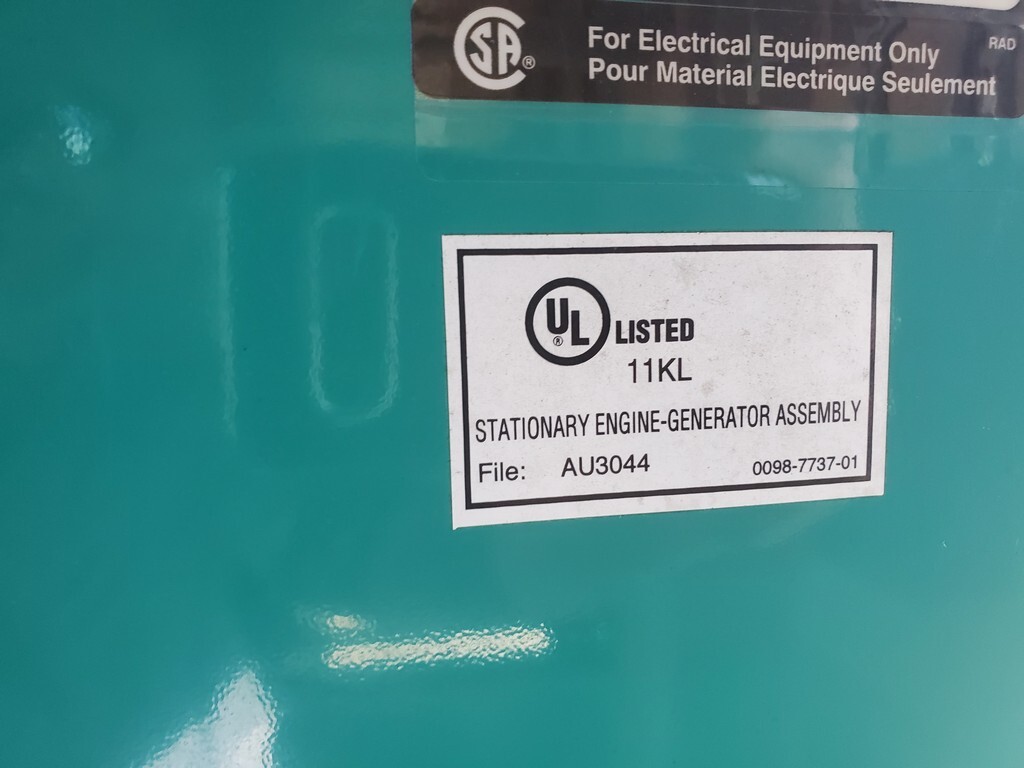 SA® For Electrical Equipment Only RAD
Pour Material Electrique Seulement
UL® LISTED
11KL
STATIONARY ENGINE-GENERATOR ASSEMBLY
File: AU3044 0098-7737-01